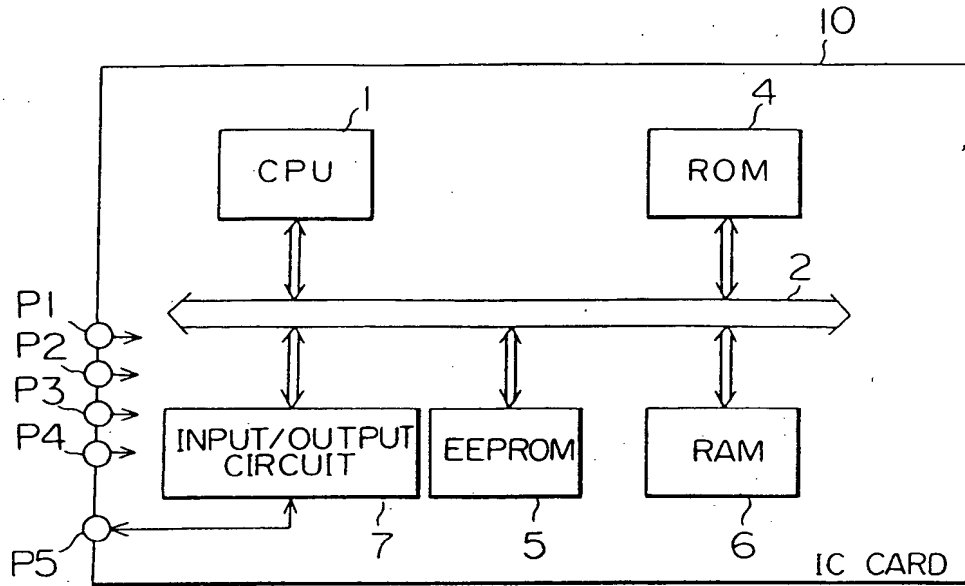 10
1
4
CPU
ROM
2
P1
P2
P3
P4
INPUT/OUTPUT
CIRCUIT
EEPROM
RAM
P5
7
5
6
IC CARD